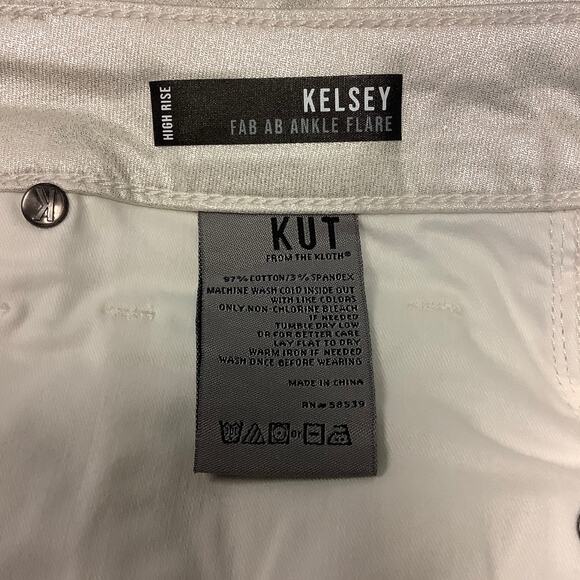 HIGH RISE
KELSEY
FAB AB ANKLE FLARE
K
KUT
FROM THE KLOTH®
97% COTTON/3% SPANDEX
MACHINE WASH COLD INSIDE OUT
WITH LIKE COLORS
ONLY.NON-CHLORINE BLEACH
IF NEEDED
TUMBLE DRY LOW
OR FOR BETTER CARE
LAY FLAT TO DRY
WARM IRON IF NEEDED
WASH ONCE BEFORE WEARING
MADE IN CHINA
RN# 58539
or